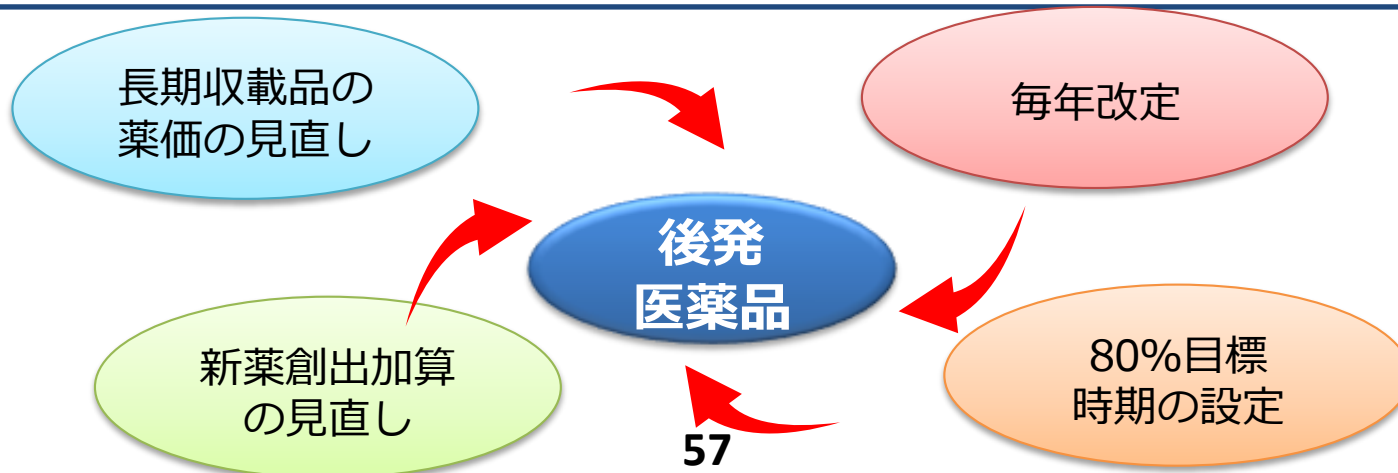 長期収載品の
薬価の見直し
毎年改定
後発
医薬品
新薬創出加算
の見直し
80%目標
時期の設定
57